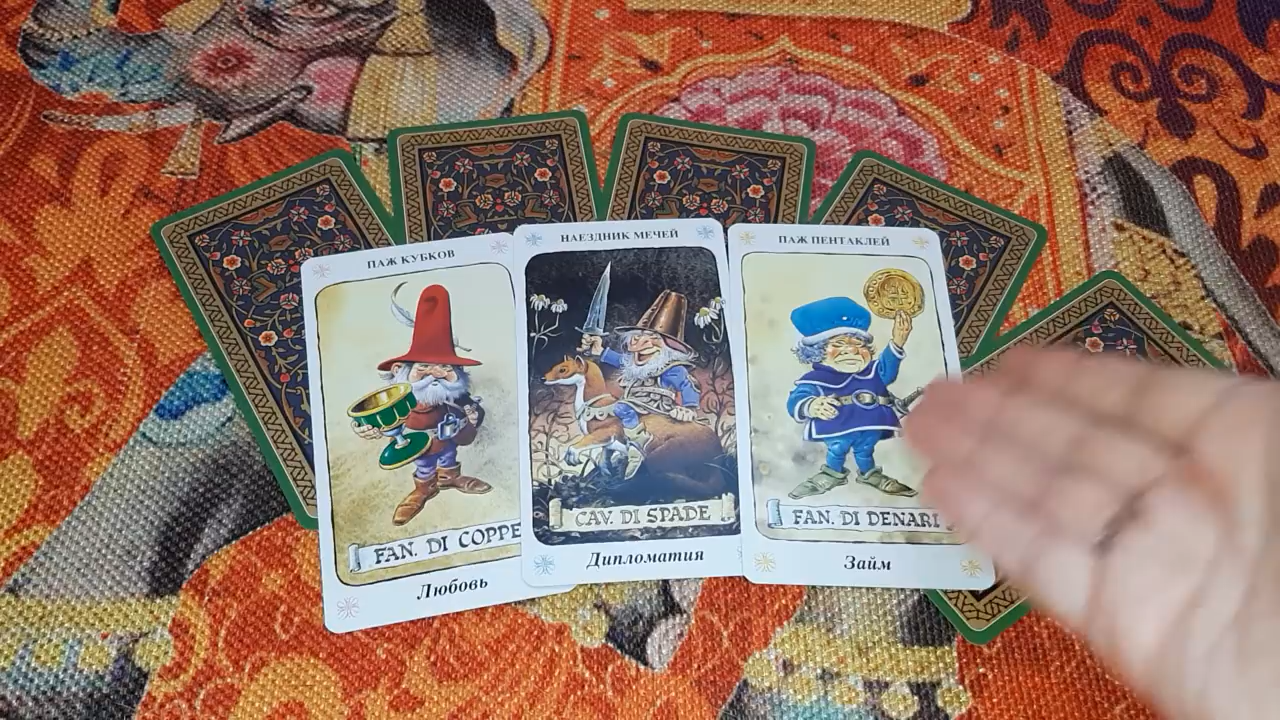 ПАЖ КУБКОВ
FAN. DI COPPE
Любовь
НАЕЗДНИК МЕЧЕЙ
CAV. DI SPADE
Дипломатия
ПАЖ ПЕНТАКЛЕЙ
FAN. DI DENARI
Займ